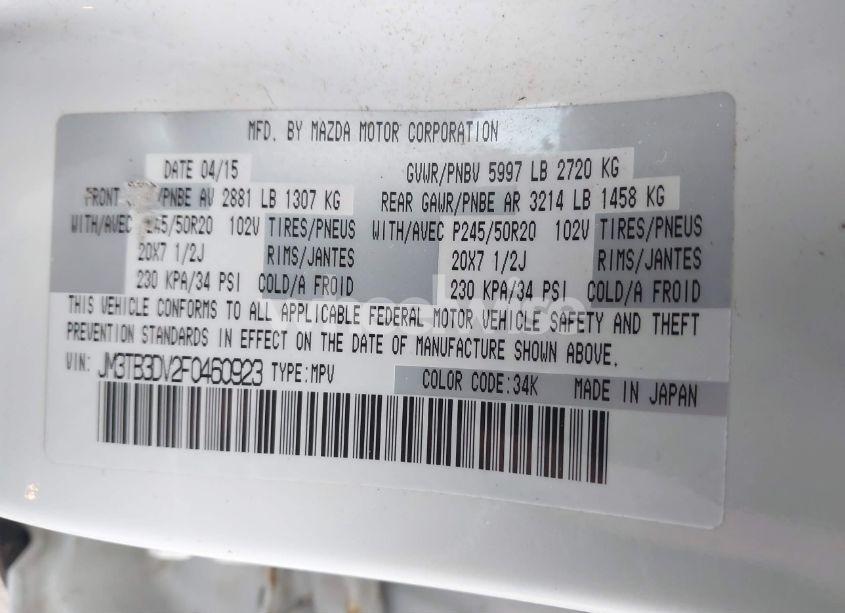 MFD. BY MAZDA MOTOR CORPORATION
DATE 04/15 GVWR/PNBV 5997 LB 2720 KG
FRONT /PNBE AV 2881 LB 1307 KG REAR GAWR/PNBE AR 3214 LB 1458 KG
WITH/AVEC P245/50R20 102V TIRES/PNEUS WITH/AVEC P245/50R20 102V TIRES/PNEUS
20X7 1/2J RIMS/JANTES 20X7 1/2J RIMS/JANTES
230 KPA/34 PSI COLD/A FROID 230 KPA/34 PSI COLD/A FROID
THIS VEHICLE CONFORMS TO ALL APPLICABLE FEDERAL MOTOR VEHICLE SAFETY AND THEFT
PREVENTION STANDARDS IN EFFECT ON THE DATE OF MANUFACTURE SHOWN ABOVE.
VIN: JM3TB3DV2F0460923 TYPE:MPV COLOR CODE:34K MADE IN JAPAN